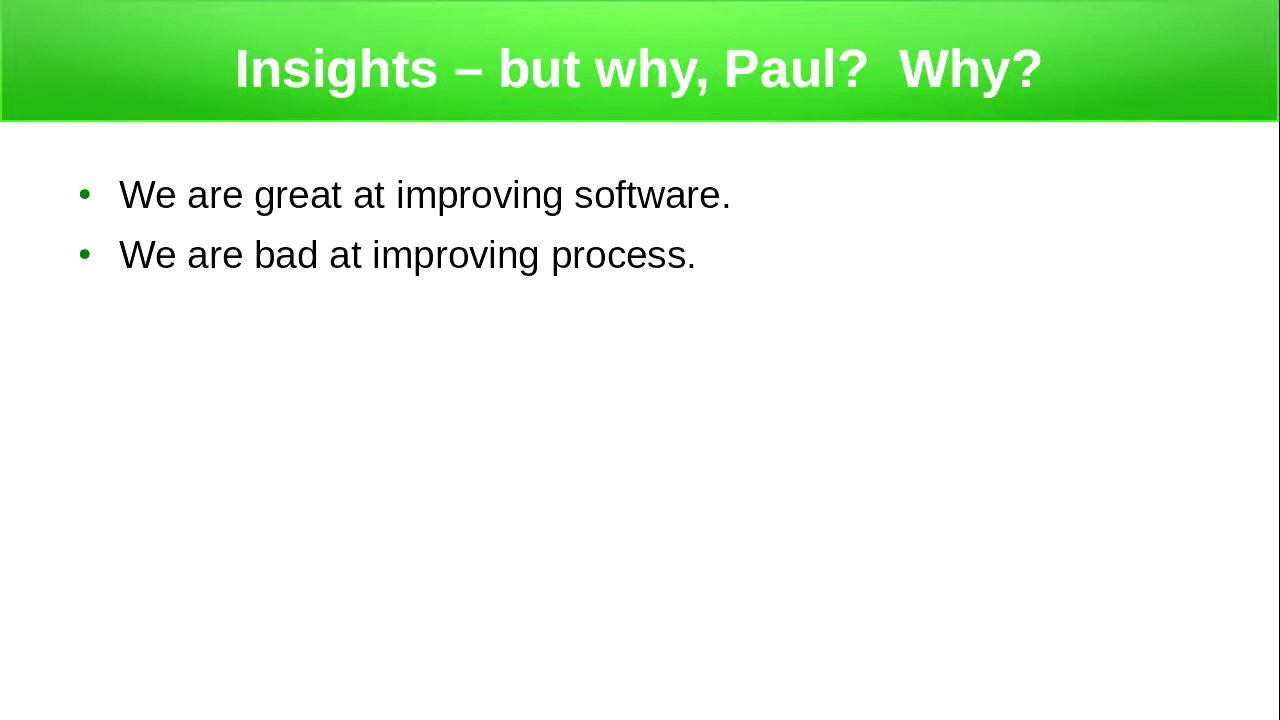 Insights – but why, Paul?  Why?
• We are great at improving software.
• We are bad at improving process.